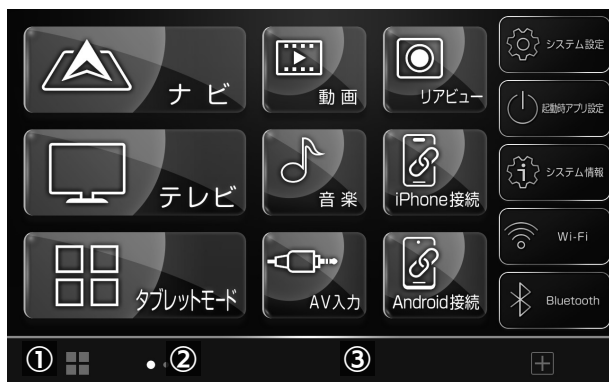 ナビ
動画
リアビュー
システム設定
起動時アプリ設定
テレビ
音楽
iPhone接続
システム情報
Wi-Fi
タブレットモード
AV入力
Android接続
Bluetooth
①
②
③